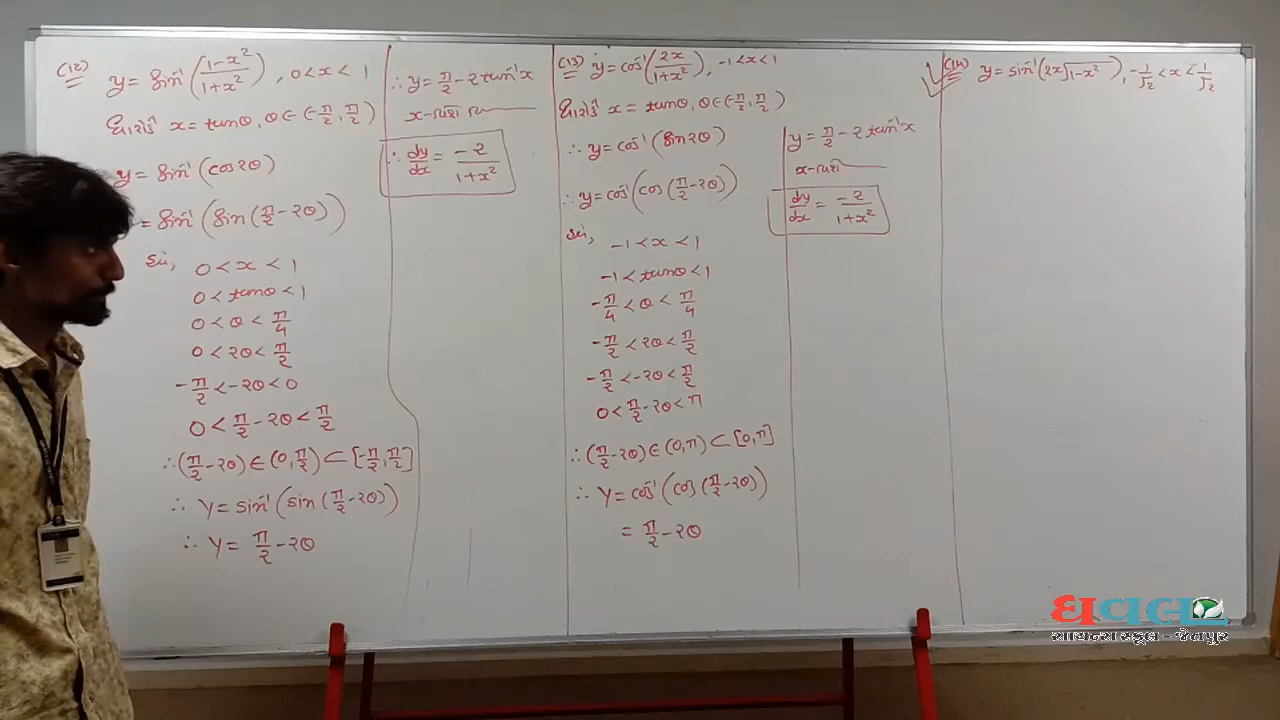 (12) y = sin⁻¹(1-x²/1+x²), 0<x<1
ધારોકે x = tanθ, θ∈(-π/2, π/2)
y = sin⁻¹(cos2θ)
= sin⁻¹(sin(π/2-2θ))
હવે,
0 < x < 1
0 < tanθ < 1
0 < θ < π/4
0 < 2θ < π/2
-π/2 < -2θ < 0
0 < π/2-2θ < π/2
∴ (π/2-2θ) ∈ (0, π/2) ⊂ [-π/2, π/2]
∴ Y = sin⁻¹(sin(π/2-2θ))
∴ Y = π/2-2θ
∴ y = π/2 - 2tan⁻¹x
∴ dy/dx = -2/1+x²
(13) y = cos⁻¹(2x/1+x²), -1<x<1
ધારોકે x = tanθ, θ∈(-π/2, π/2)
∴ y = cos⁻¹(sin2θ)
∴ y = cos⁻¹(cos(π/2-2θ))
હવે,
-1 < x < 1
-1 < tanθ < 1
-π/4 < θ < π/4
-π/2 < 2θ < π/2
-π/2 < -2θ < π/2
0 < π/2-2θ < π
∴ (π/2-2θ) ∈ (0, π) ⊂ [0, π]
∴ Y = cos⁻¹(cos(π/2-2θ))
= π/2-2θ
y = π/2 - 2tan⁻¹x
dy/dx = -2/1+x²
(14) y = sin⁻¹(2x√1-x²), -1/√2 < x < 1/√2
ધવલ
સાયન્સ સ્કૂલ - જેતપુર